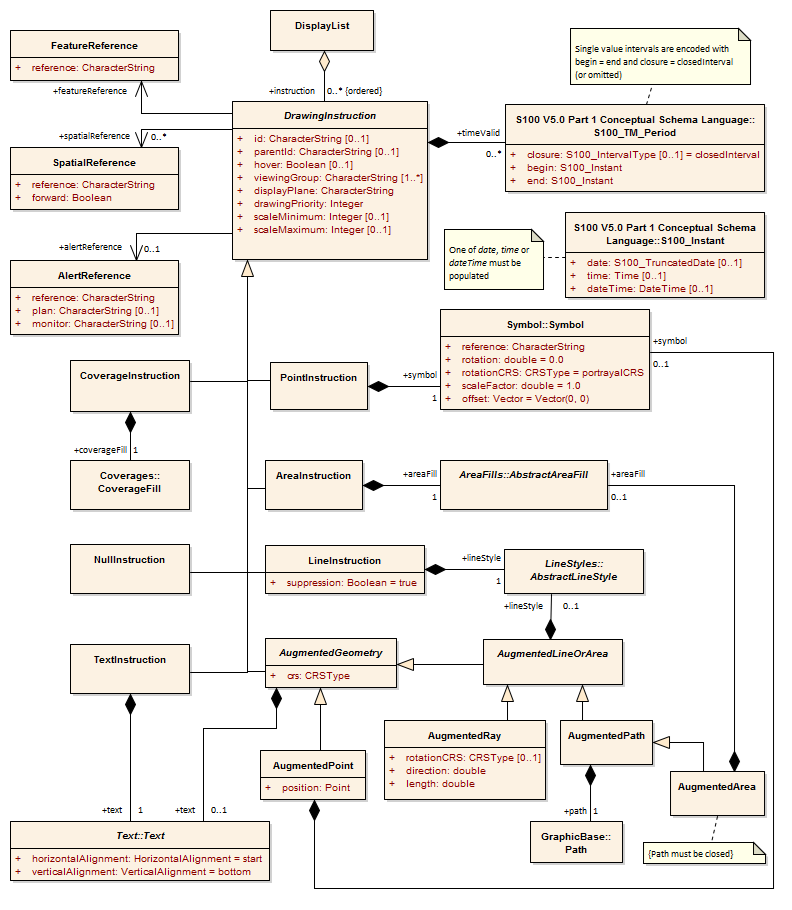 DisplayList
FeatureReference
+ reference: CharacterString
+featureReference
+instruction 0..* {ordered}
Single value intervals are encoded with
begin = end and closure = closedInterval
(or omitted)
DrawingInstruction
+ id: CharacterString [0..1]
+ parentId: CharacterString [0..1]
+ hover: Boolean [0..1]
+ viewingGroup: CharacterString [1..*]
+ displayPlane: CharacterString
+ drawingPriority: Integer
+ scaleMinimum: Integer [0..1]
+ scaleMaximum: Integer [0..1]
+timeValid
0..*
S100 V5.0 Part 1 Conceptual Schema Language::
S100_TM_Period
+ closure: S100_IntervalType [0..1] = closedInterval
+ begin: S100_Instant
+ end: S100_Instant
+spatialReference 0..*
SpatialReference
+ reference: CharacterString
+ forward: Boolean
+alertReference 0..1
AlertReference
+ reference: CharacterString
+ plan: CharacterString [0..1]
+ monitor: CharacterString [0..1]
One of date, time or
dateTime must be
populated
S100 V5.0 Part 1 Conceptual Schema
Language::S100_Instant
+ date: S100_TruncatedDate [0..1]
+ time: Time [0..1]
+ dateTime: DateTime [0..1]
CoverageInstruction
PointInstruction
+symbol
1
Symbol::Symbol
+ reference: CharacterString
+ rotation: double = 0.0
+ rotationCRS: CRSType = portrayalCRS
+ scaleFactor: double = 1.0
+ offset: Vector = Vector(0, 0)
+symbol
0..1
+coverageFill 1
Coverages::
CoverageFill
AreaInstruction
+areaFill
1
AreaFills::AbstractAreaFill
+areaFill
0..1
NullInstruction
LineInstruction
+ suppression: Boolean = true
+lineStyle
1
LineStyles::
AbstractLineStyle
+lineStyle 0..1
TextInstruction
AugmentedGeometry
+ crs: CRSType
AugmentedLineOrArea
AugmentedPoint
+ position: Point
AugmentedRay
+ rotationCRS: CRSType [0..1]
+ direction: double
+ length: double
AugmentedPath
AugmentedArea
+text 1
+text 0..1
+path 1
Text::Text
+ horizontalAlignment: HorizontalAlignment = start
+ verticalAlignment: VerticalAlignment = bottom
GraphicBase::
Path
{Path must be closed}